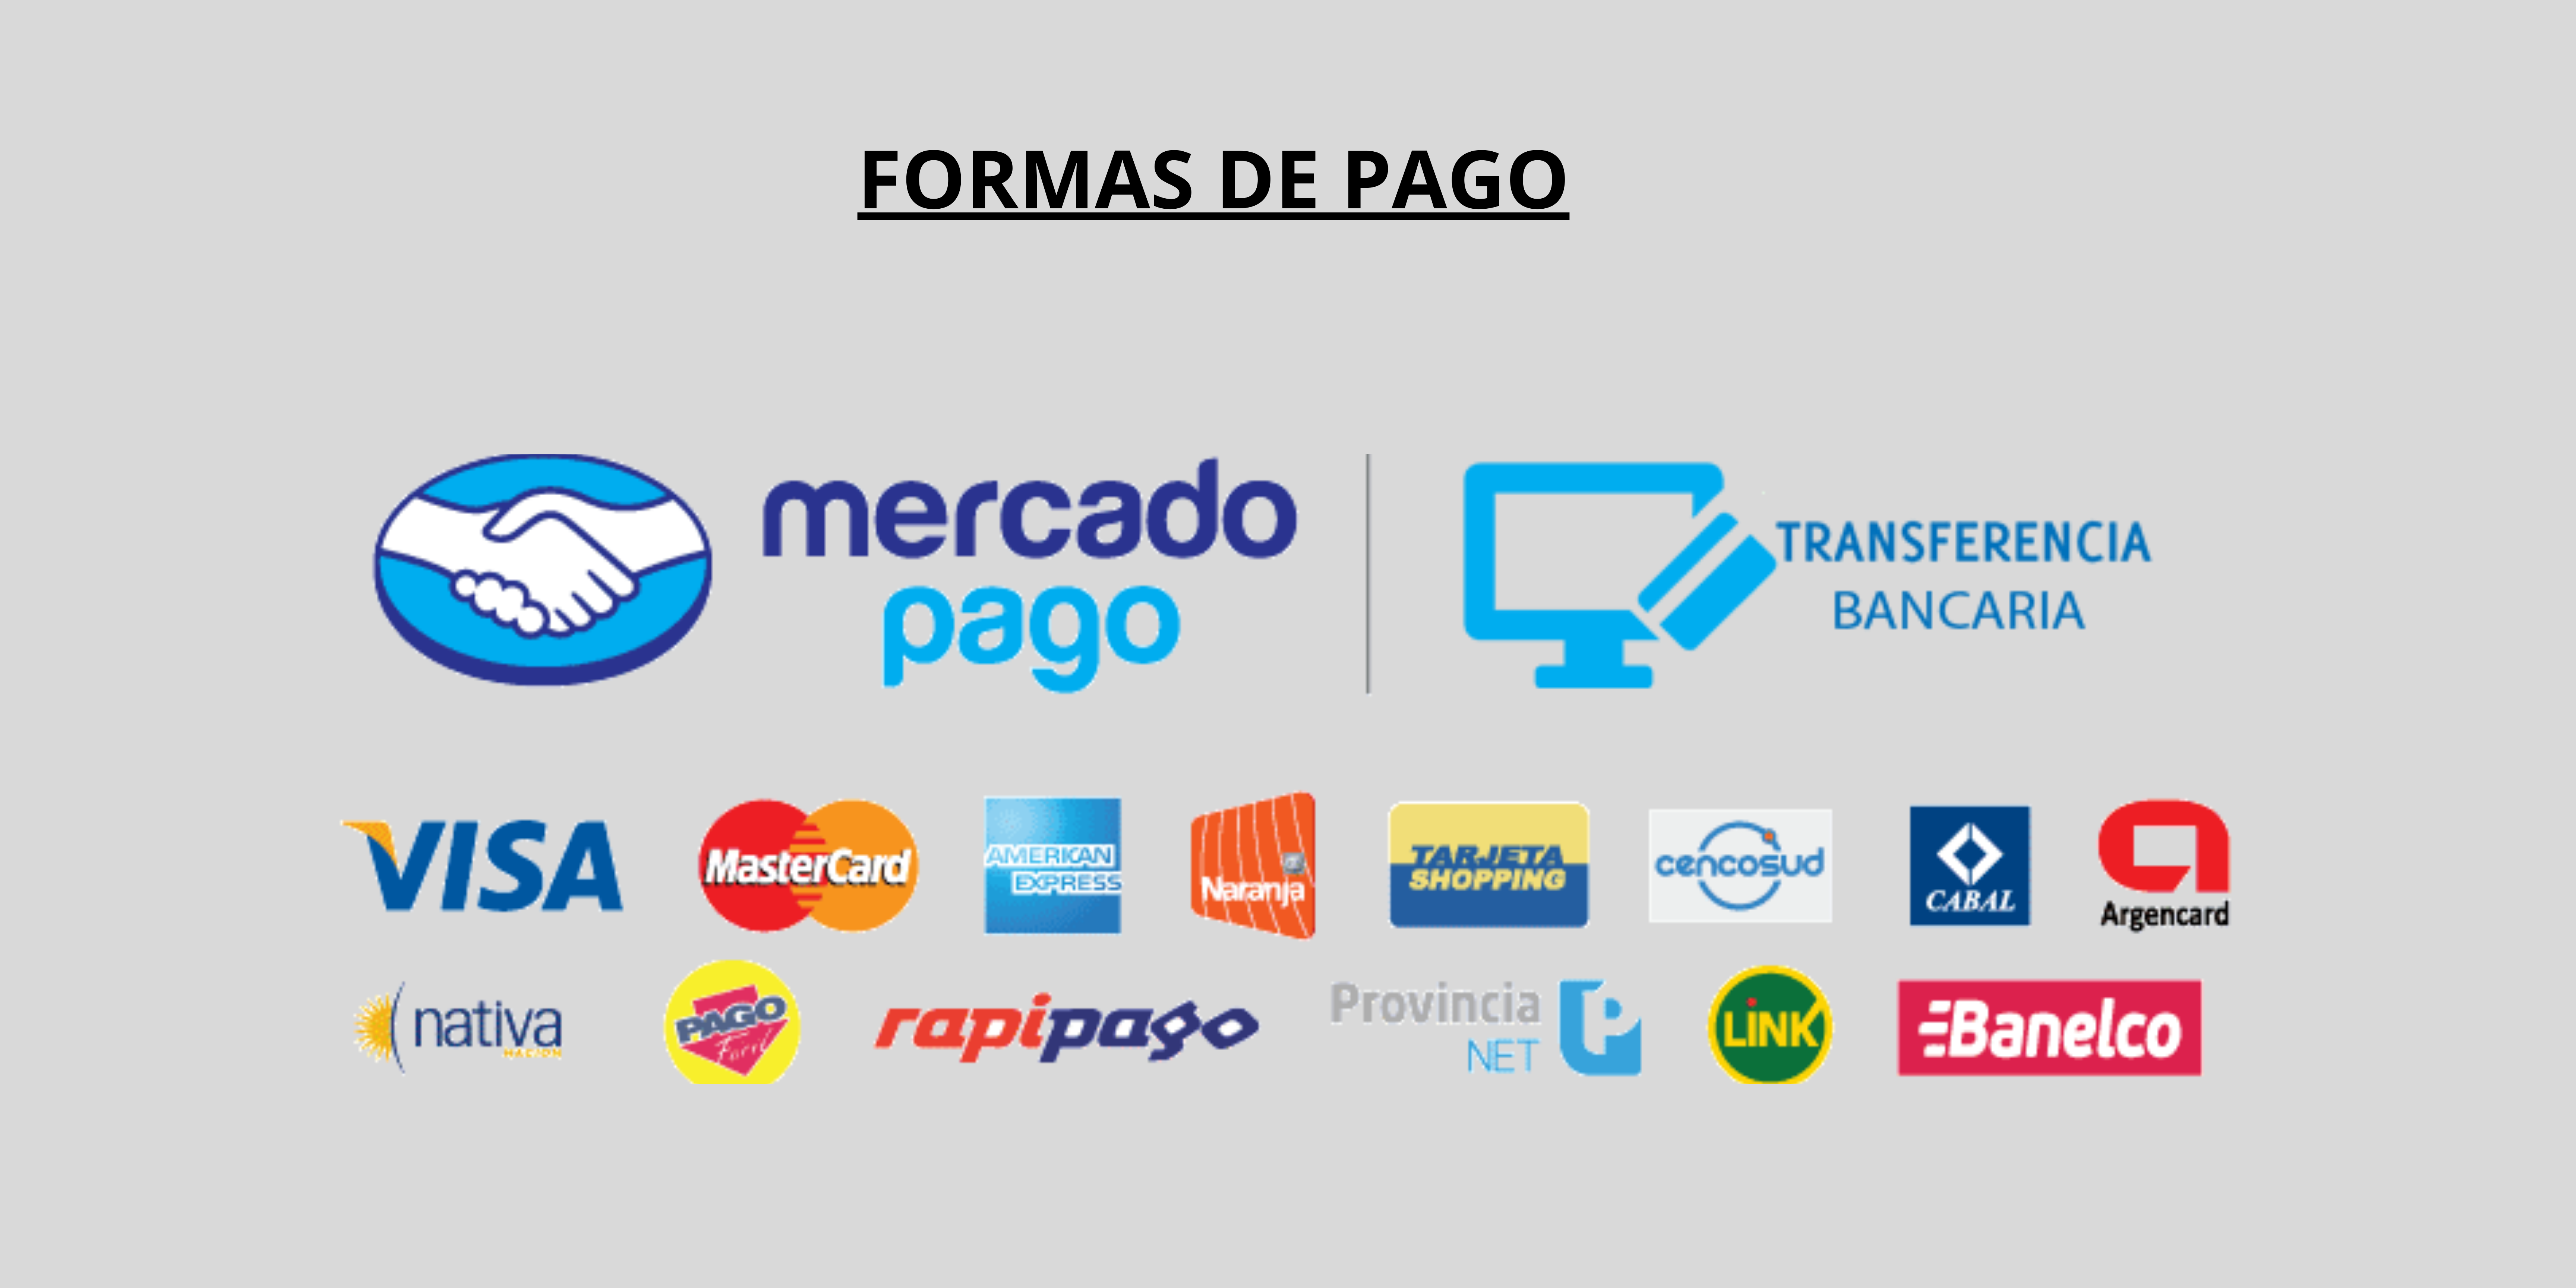 FORMAS DE PAGO
mercado
pago
TRANSFERENCIA
BANCARIA
VISA
MasterCard
AMERICAN
EXPRESS
Naranja
TARJETA
SHOPPING
cencosud
CABAL
Argencard
nativa
NACION
PAGO
Fácil
rapipago
Provincia
NET
LINK
Banelco